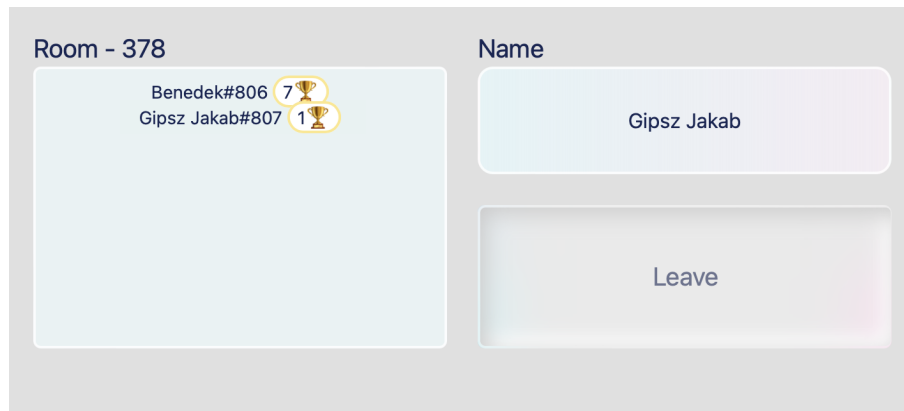 Room - 378
Benedek#806 7🏆
Gipsz Jakab#807 1🏆
Name
Gipsz Jakab
Leave